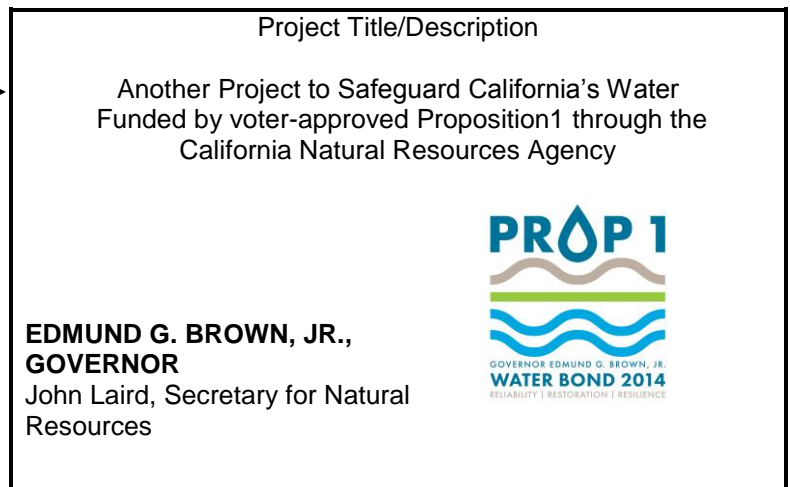 Project Title/Description
Another Project to Safeguard California's Water
Funded by voter-approved Proposition1 through the
California Natural Resources Agency
PROP 1
GOVERNOR EDMUND G. BROWN, JR.
WATER BOND 2014
RELIABILITY | RESTORATION | RESILIENCE
EDMUND G. BROWN, JR.,
GOVERNOR
John Laird, Secretary for Natural
Resources